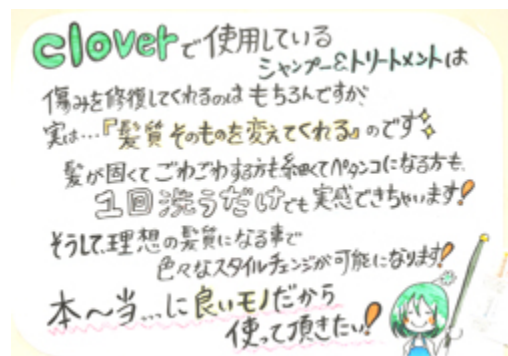 cloverで使用している
シャンプー&トリートメントは
傷みを修復してくれるのはもちろんですが、
実は…『髪質そのものを変えてくれる』のです
髪が固くてごわごわする方も細くてペタンコになる方も、
1回洗うだけでも実感できちゃいます!
そうして、理想の髪質になる事で
色々なスタイルチェンジが可能になります!
本〜当…に良いモノだから
使って頂きたい!